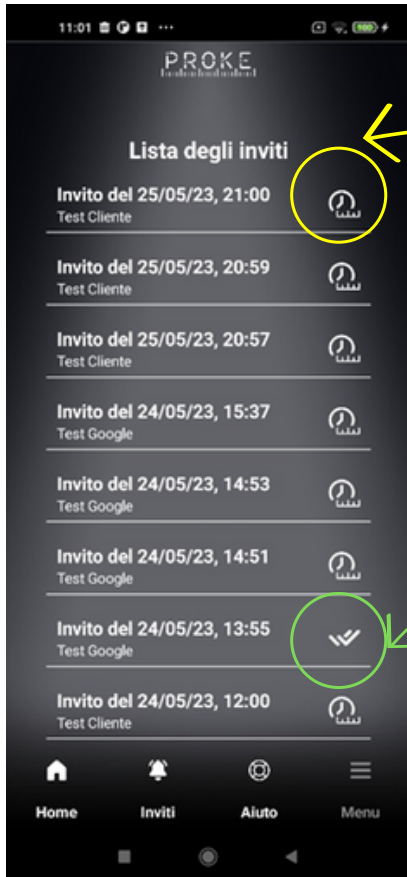 11:01
100
PROKE
Lista degli inviti
Invito del 25/05/23, 21:00
Test Cliente
Invito del 25/05/23, 20:59
Test Cliente
Invito del 25/05/23, 20:57
Test Cliente
Invito del 24/05/23, 15:37
Test Google
Invito del 24/05/23, 14:53
Test Google
Invito del 24/05/23, 14:51
Test Google
Invito del 24/05/23, 13:55
Test Google
Invito del 24/05/23, 12:00
Test Cliente
Home Inviti Aiuto Menu